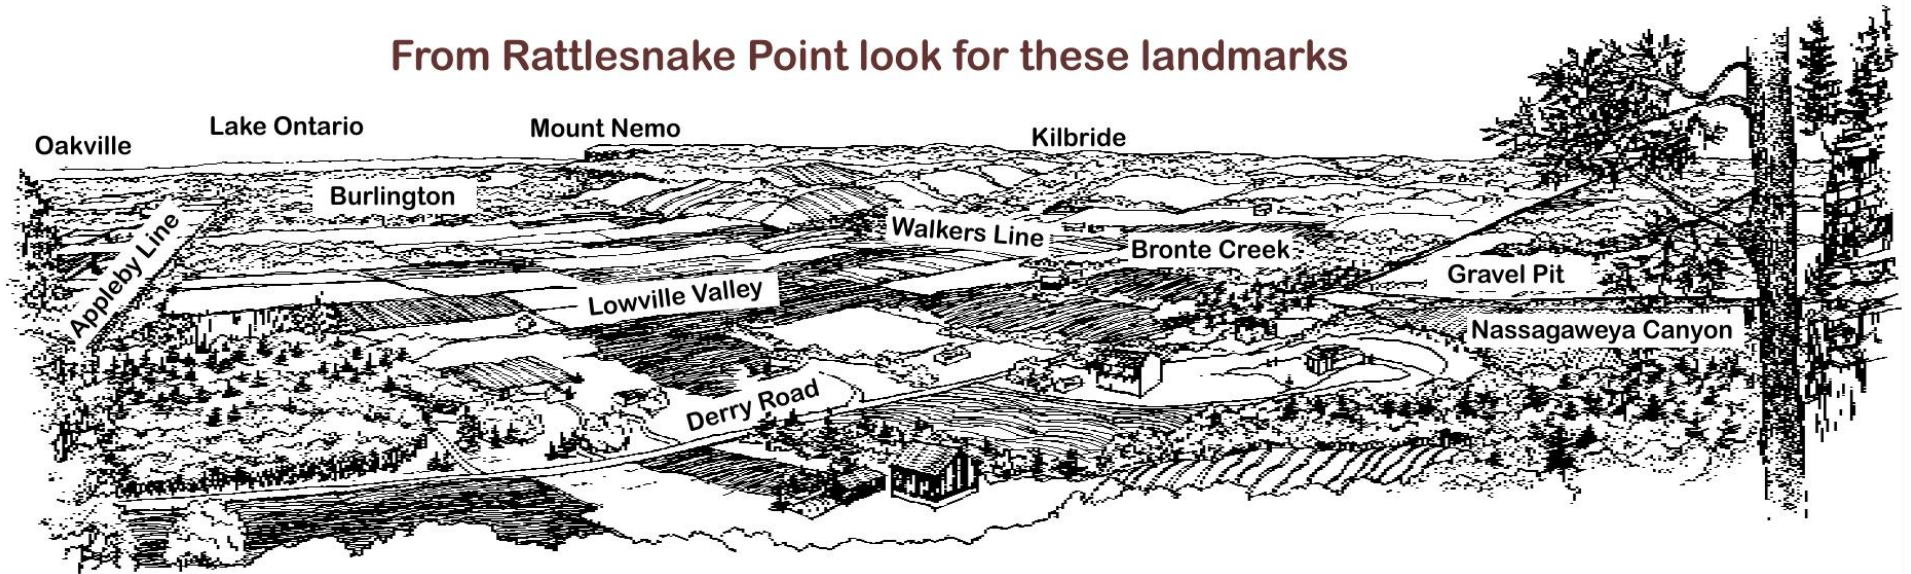 From Rattlesnake Point look for these landmarks
Oakville
Lake Ontario
Mount Nemo
Kilbride
Burlington
Appleby Line
Walkers Line
Bronte Creek
Gravel Pit
Lowville Valley
Nassagaweya Canyon
Derry Road